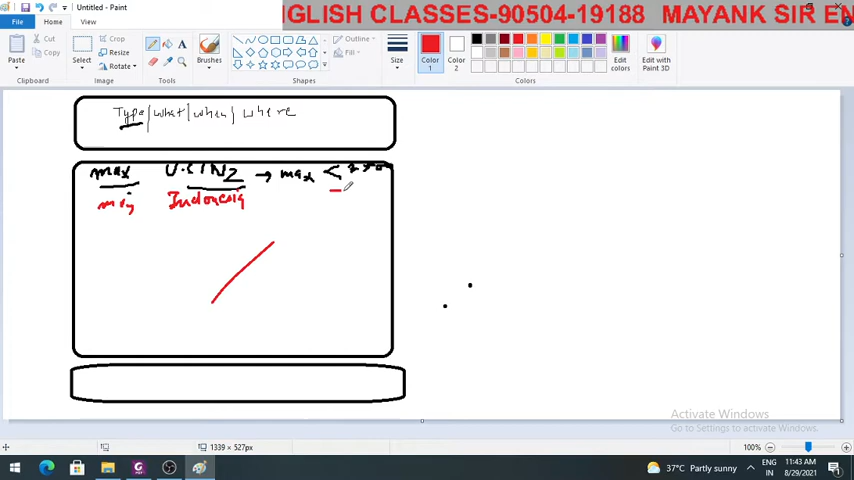 Untitled - Paint
NGLISH CLASSES-90504-19188 MAYANK SIR EN
File Home View
Paste
Cut
Copy
Clipboard
Select
Crop
Resize
Rotate
Image
Tools
Brushes
Shapes
Outline
Fill
Size
Color 1
Color 2
Colors
Edit colors
Edit with Paint 3D
Type|what|when| where
max
→ max <
Indonesia
Activate Windows
Go to Settings to activate Windows.
1339 × 527px
100%
37°C Partly sunny
ENG
IN
11:43 AM
8/29/2021